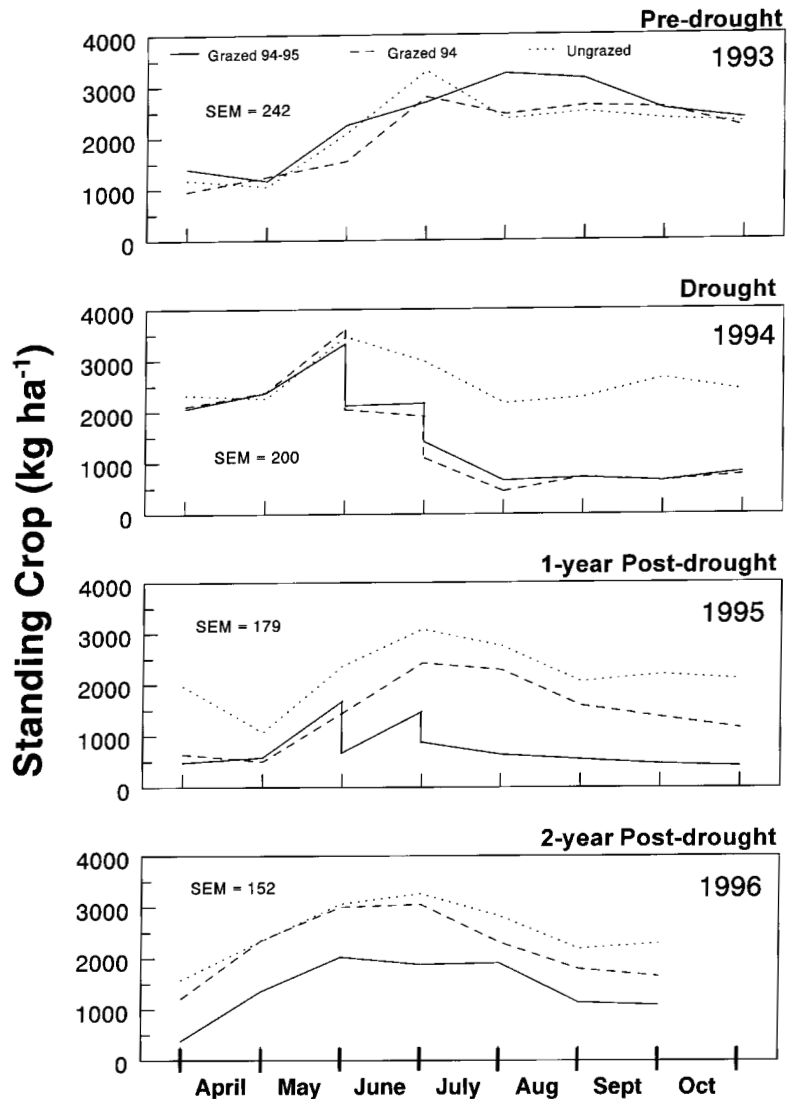 Pre-drought
4000
3000
2000
1000
0
Grazed 94-95
Grazed 94
Ungrazed
1993
SEM = 242
Drought
4000
3000
2000
1000
0
1994
SEM = 200
Standing Crop (kg ha⁻¹)
1-year Post-drought
4000
3000
2000
1000
0
SEM = 179
1995
2-year Post-drought
4000
3000
2000
1000
0
SEM = 152
1996
April May June July Aug Sept Oct